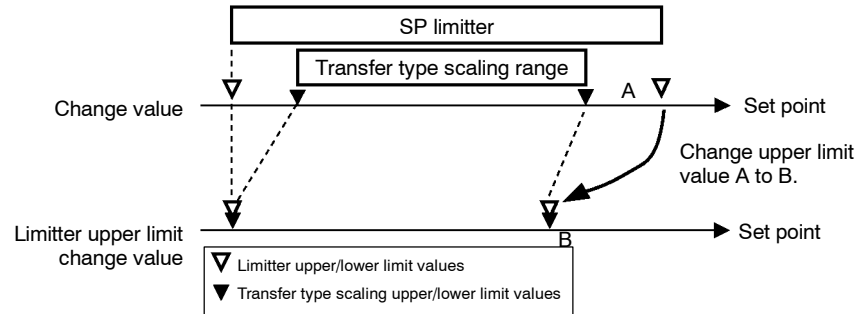 SP limitter
Transfer type scaling range
A
Change value
Set point
Change upper limit
value A to B.
Limitter upper limit
change value
Set point
B
Limitter upper/lower limit values
Transfer type scaling upper/lower limit values